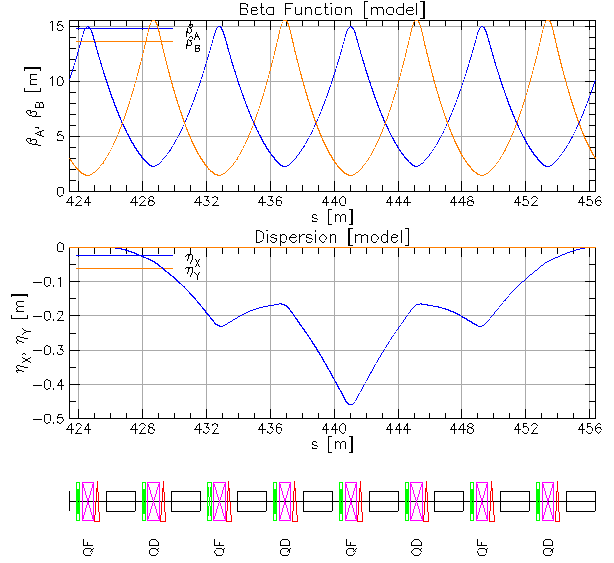 Beta Function [model]
β_A
β_B
β_A, β_B [m]
15
10
5
0
424 428 432 436 440 444 448 452 456
s [m]
Dispersion [model]
η_X
η_Y
η_X, η_Y [m]
0
−0.1
−0.2
−0.3
−0.4
−0.5
424 428 432 436 440 444 448 452 456
s [m]
QF QD QF QD QF QD QF QD